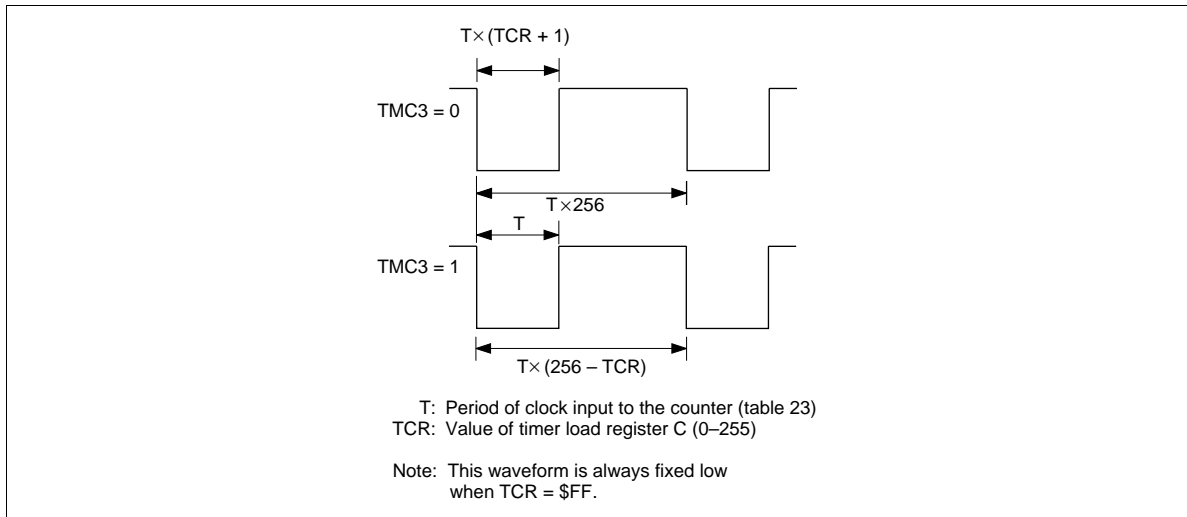 T×(TCR + 1)
TMC3 = 0
T×256
T
TMC3 = 1
T×(256 – TCR)
T: Period of clock input to the counter (table 23)
TCR: Value of timer load register C (0–255)
Note: This waveform is always fixed low
when TCR = $FF.